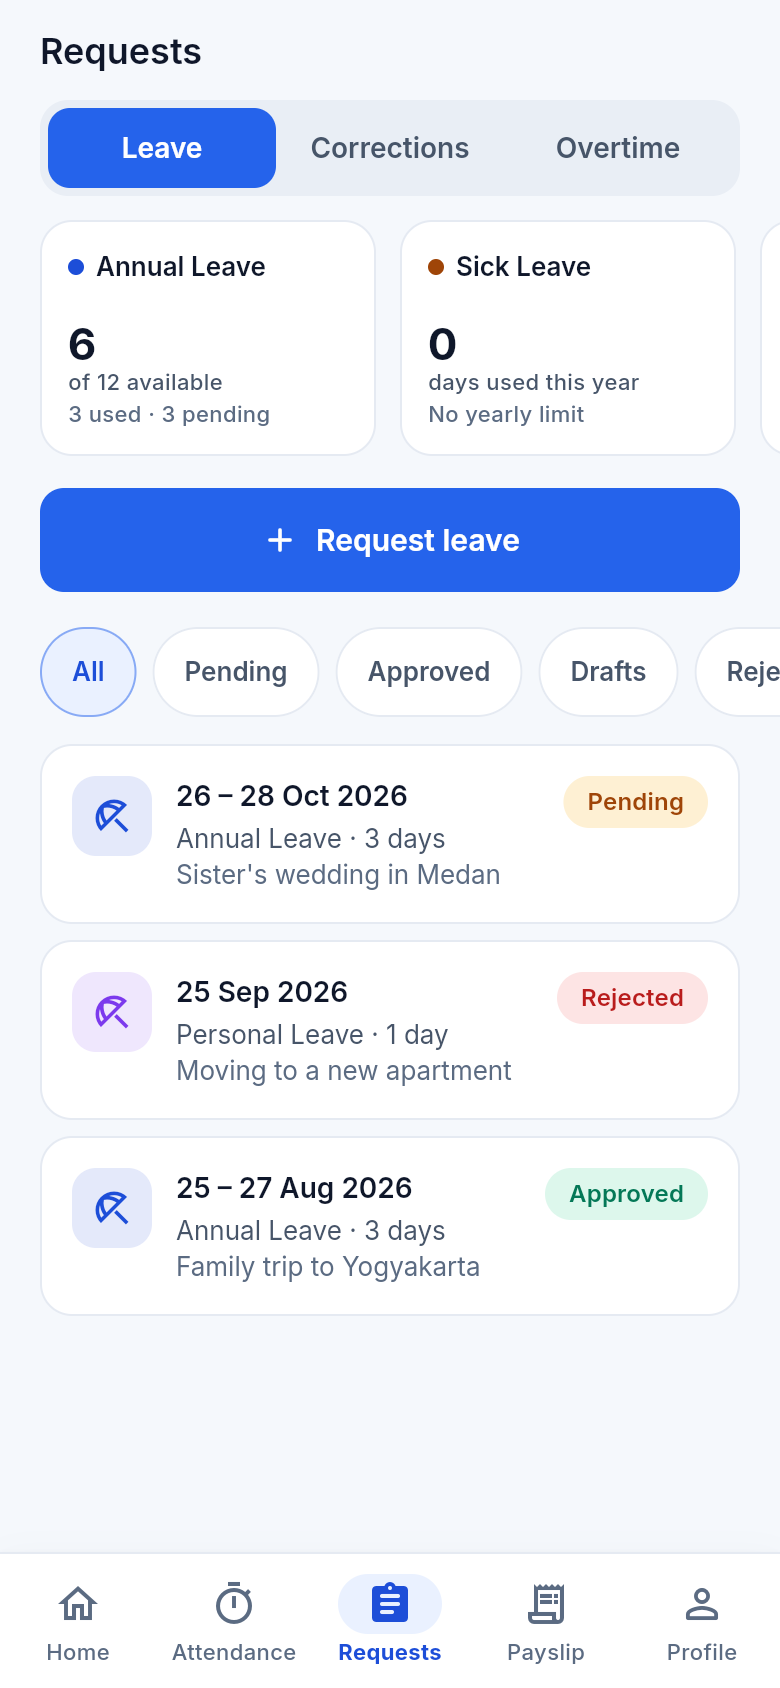 Requests
Leave
Corrections
Overtime
Annual Leave
6
of 12 available
3 used · 3 pending
Sick Leave
0
days used this year
No yearly limit
Request leave
All
Pending
Approved
Drafts
Reje
26 – 28 Oct 2026
Pending
Annual Leave · 3 days
Sister's wedding in Medan
25 Sep 2026
Rejected
Personal Leave · 1 day
Moving to a new apartment
25 – 27 Aug 2026
Approved
Annual Leave · 3 days
Family trip to Yogyakarta
Home
Attendance
Requests
Payslip
Profile